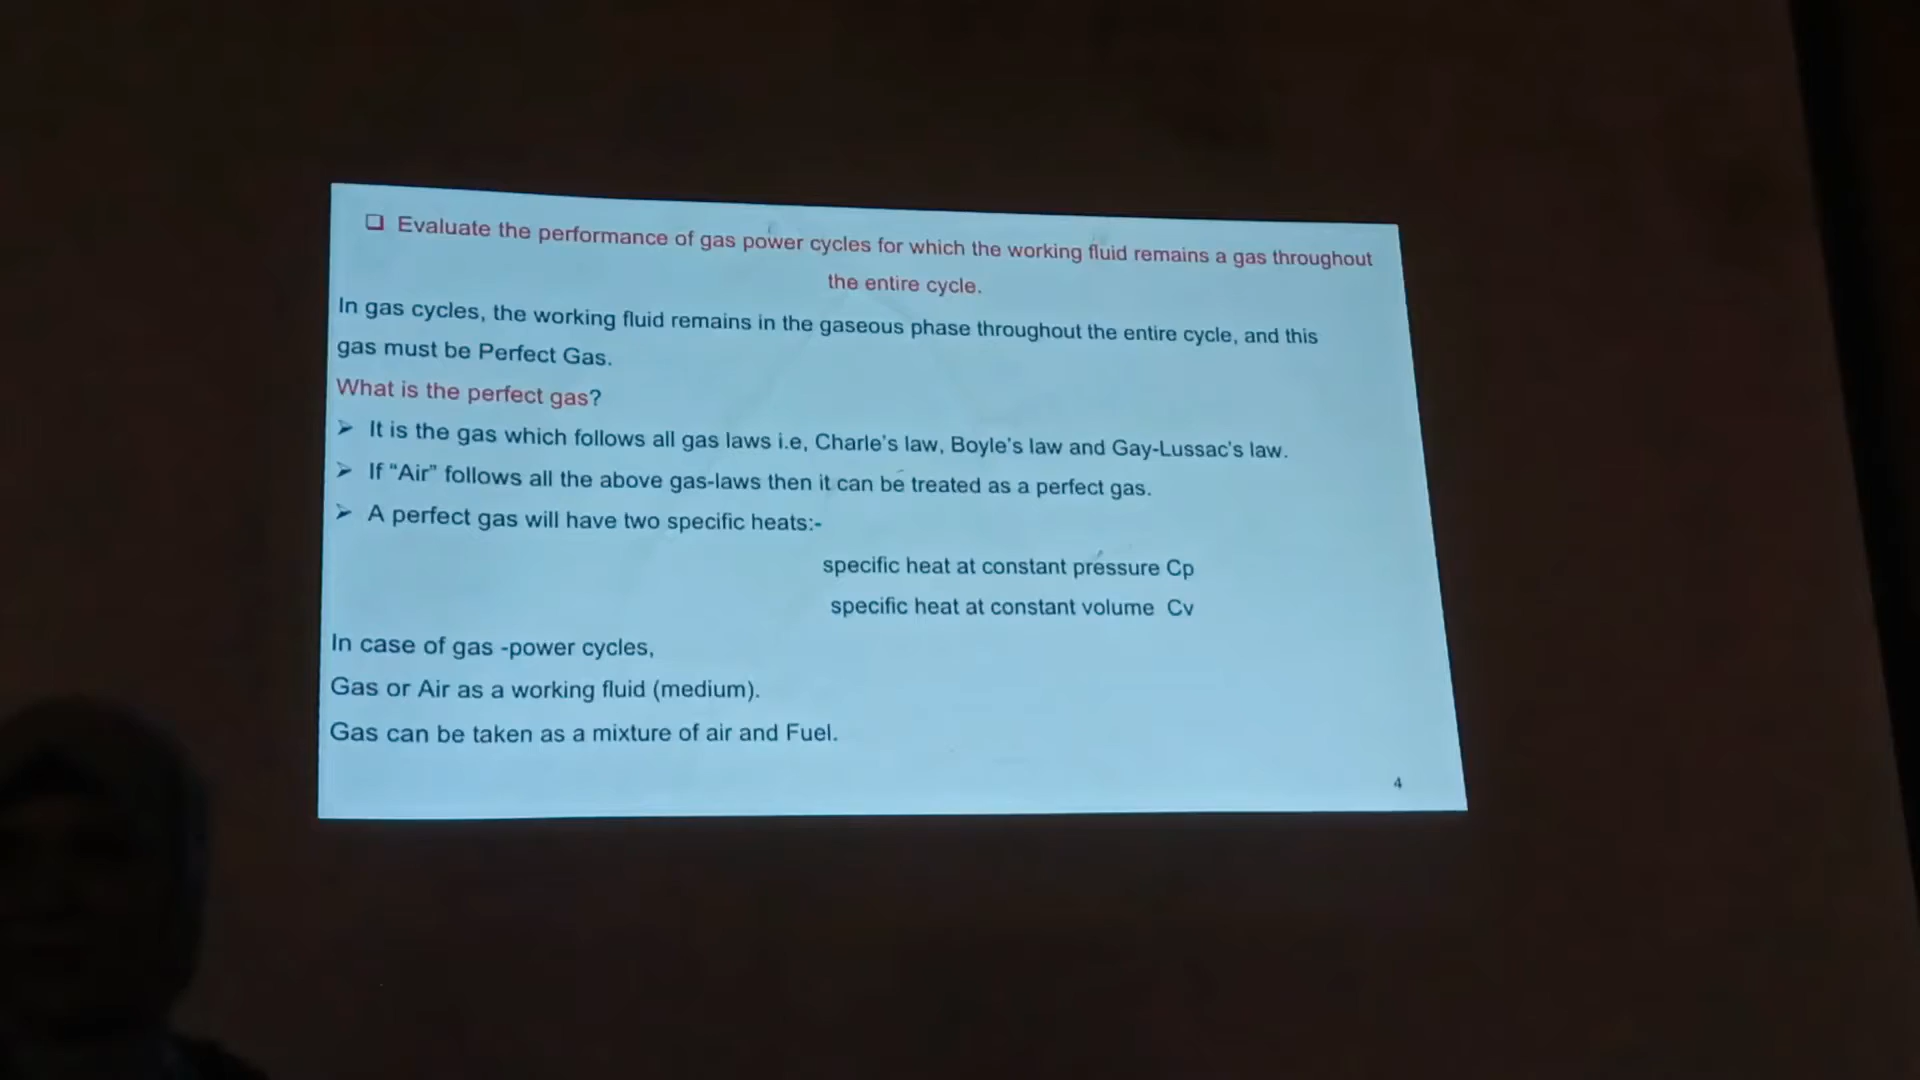 ❑ Evaluate the performance of gas power cycles for which the working fluid remains a gas throughout
the entire cycle.
In gas cycles, the working fluid remains in the gaseous phase throughout the entire cycle, and this
gas must be Perfect Gas.
What is the perfect gas?
➢ It is the gas which follows all gas laws i.e, Charle's law, Boyle's law and Gay-Lussac's law.
➢ If “Air” follows all the above gas-laws then it can be treated as a perfect gas.
➢ A perfect gas will have two specific heats:-
specific heat at constant pressure Cp
specific heat at constant volume Cv
In case of gas -power cycles,
Gas or Air as a working fluid (medium).
Gas can be taken as a mixture of air and Fuel.
4